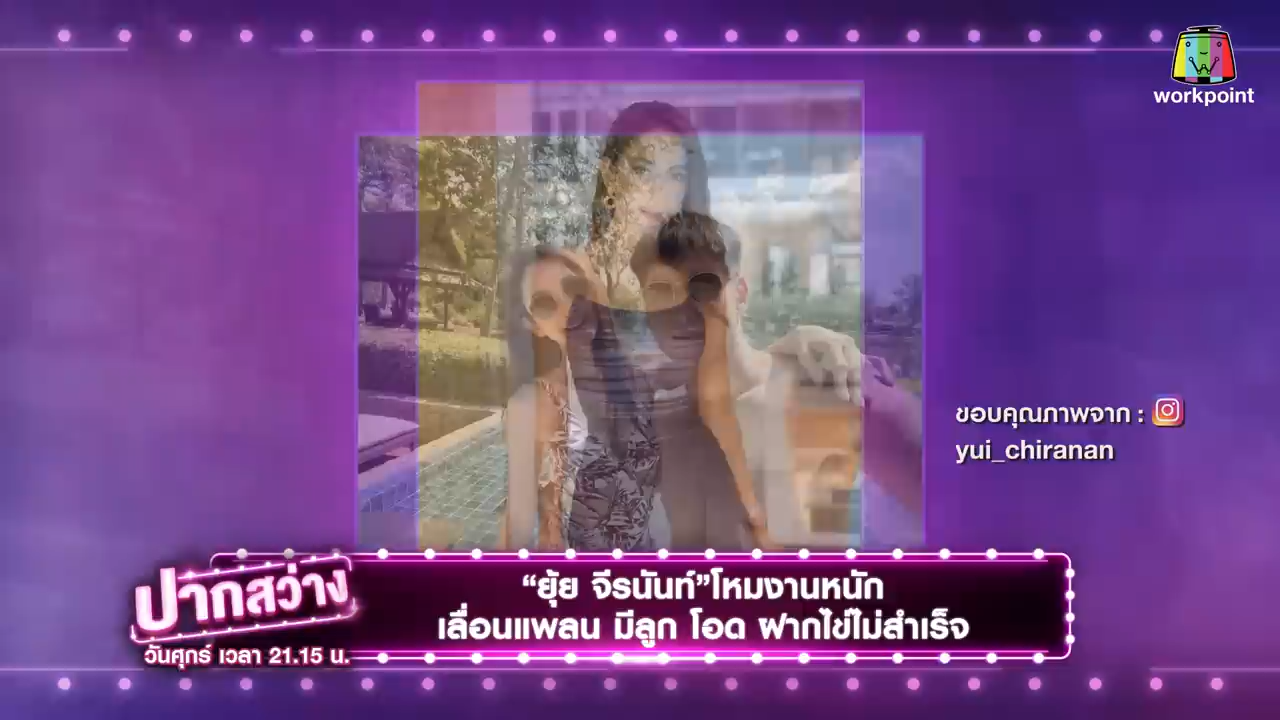 workpoint
ขอบคุณภาพจาก :
yui_chiranan
ปากสว่าง
วันศุกร์ เวลา 21.15 น.
“ยุ้ย จีรนันท์”โหมงานหนัก
เลื่อนแพลน มีลูก โอด ฝากไข่ไม่สำเร็จ